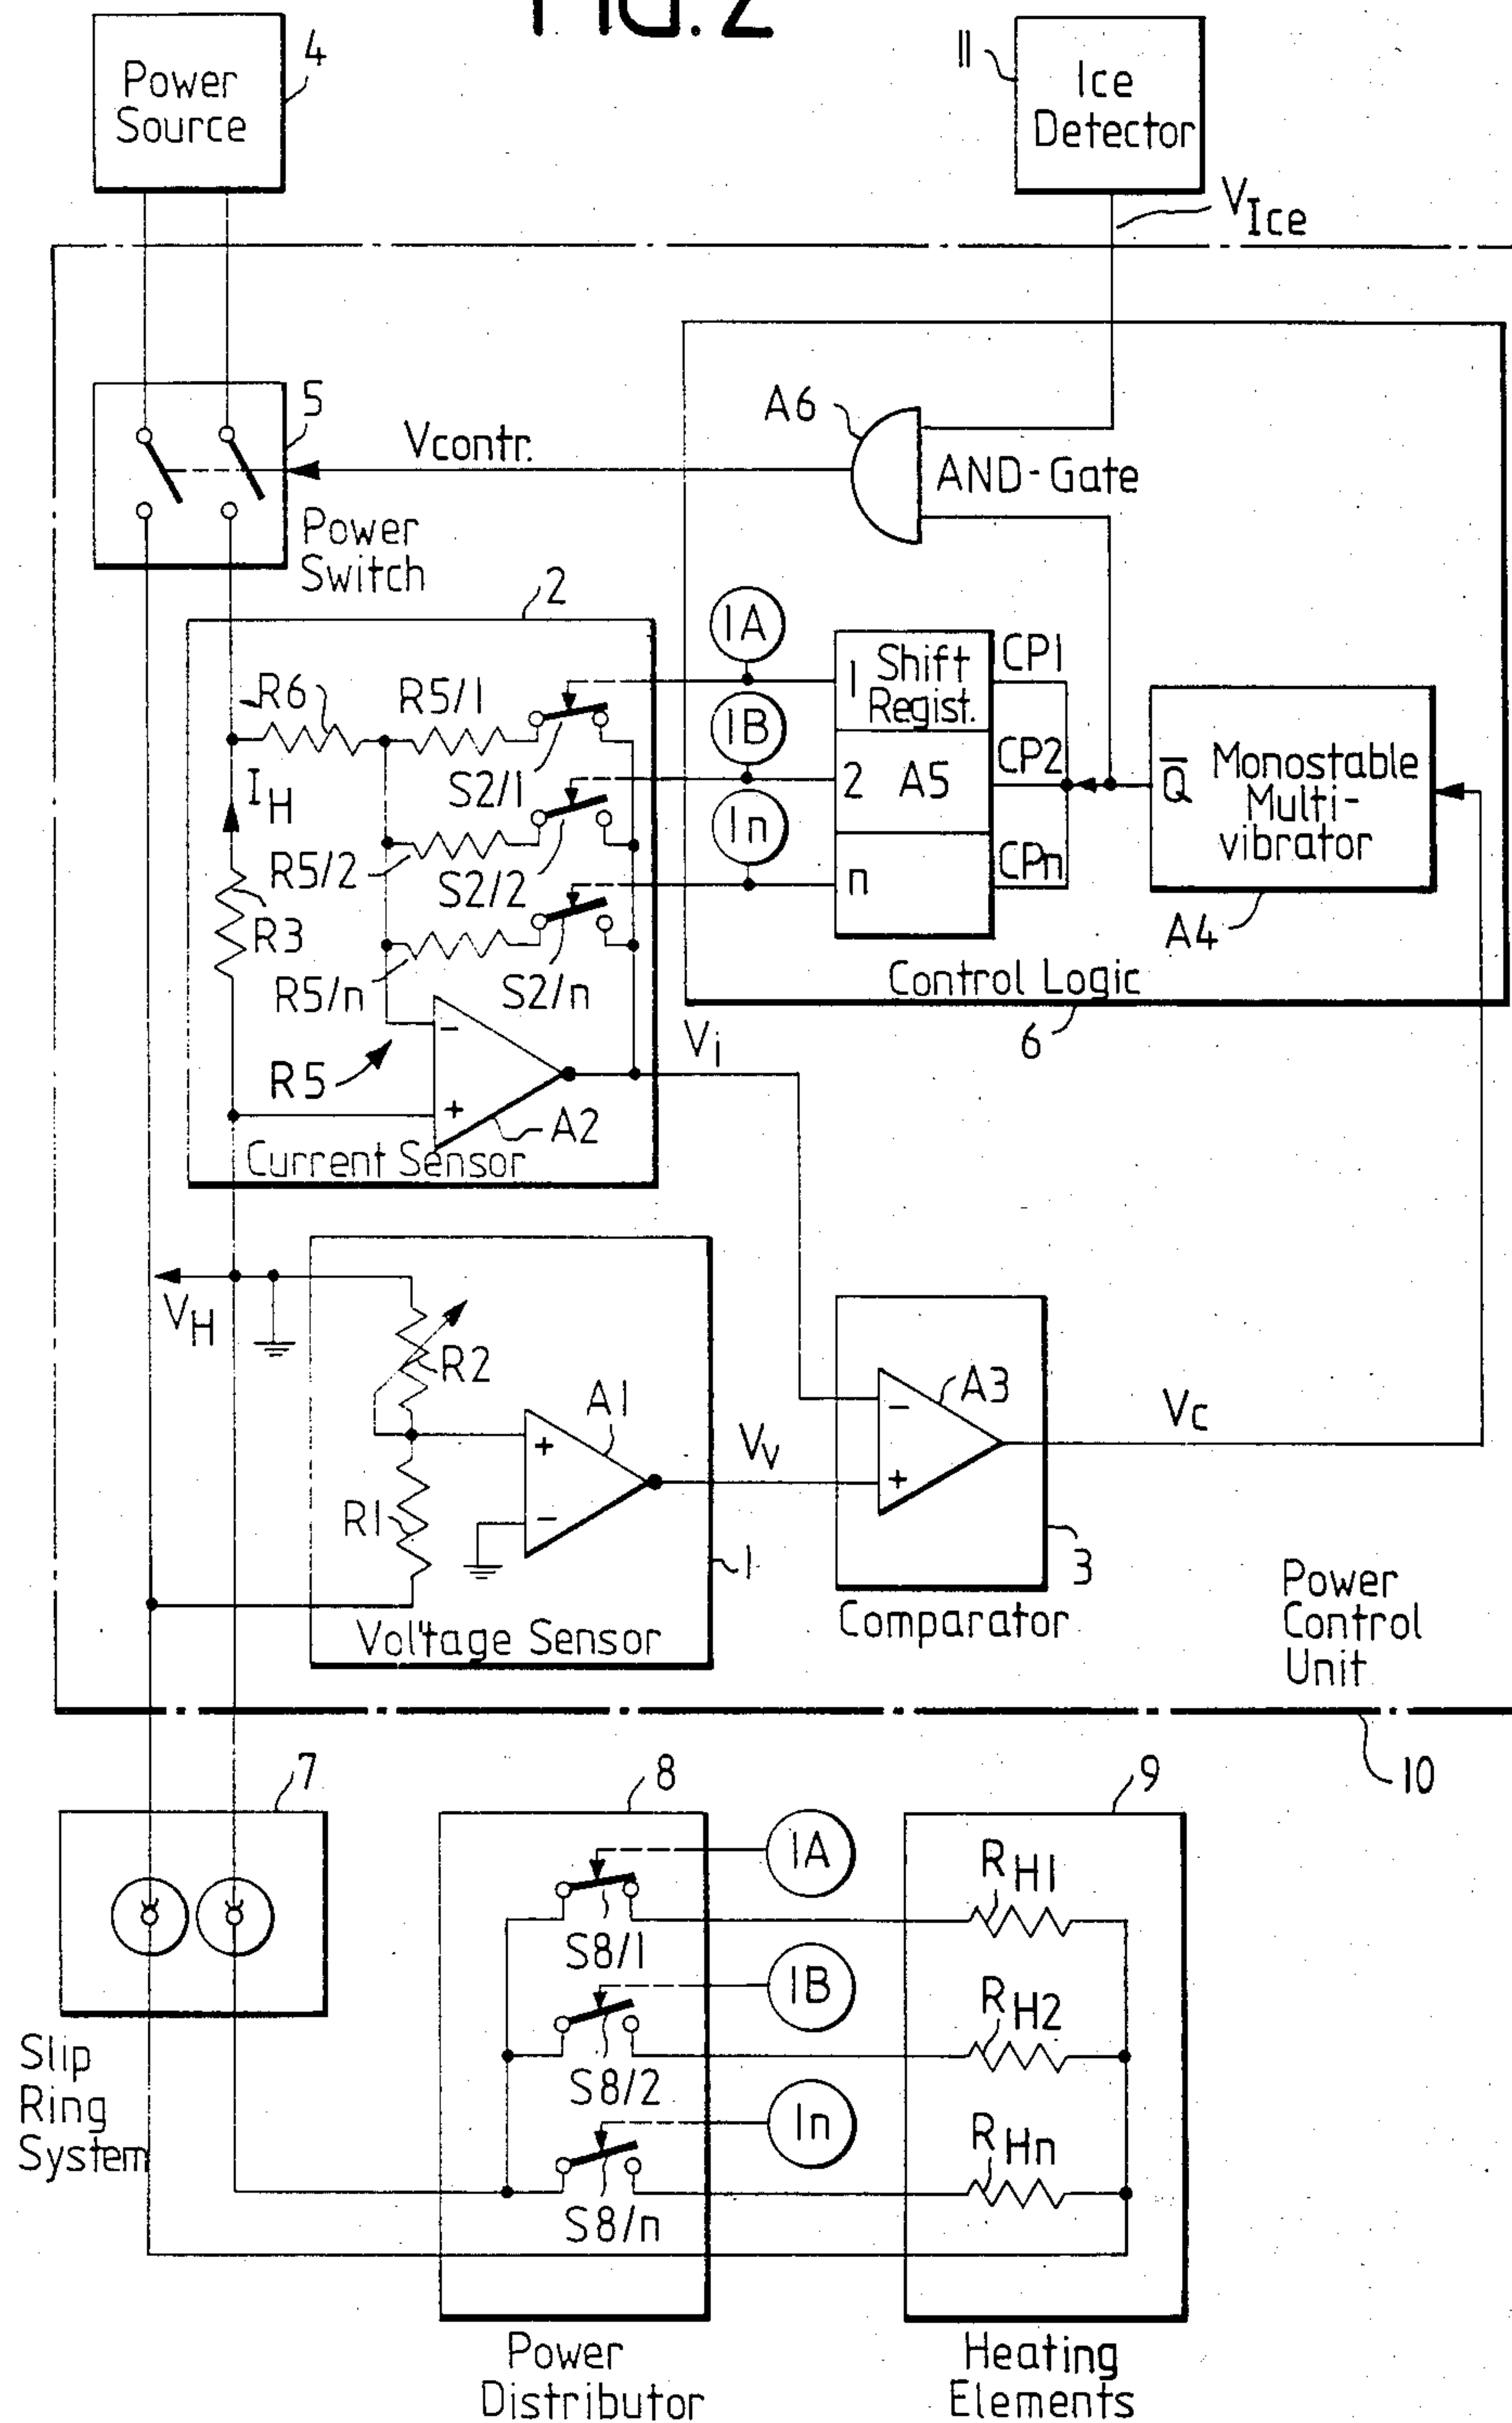 FIG. 2
Power
Source
4
11
Ice
Detector
VIce
5
Vcontr.
A6
AND-Gate
Power
Switch
2
IA
IB
In
1
Shift
Regist.
2
A5
n
CP1
CP2
CPn
Q̅
Monostable
Multi-
vibrator
A4
Control Logic
6
R6
R5/1
S2/1
IH
R5/2
S2/2
R3
R5/n
S2/n
R5
-
+
A2
Current Sensor
Vi
VH
R2
A1
+
-
R1
1
Voltage Sensor
Vv
A3
-
+
3
Comparator
Vc
Power
Control
Unit
10
7
Slip
Ring
System
8
IA
S8/1
IB
S8/2
In
S8/n
Power
Distributor
9
RH1
RH2
RHn
Heating
Elements